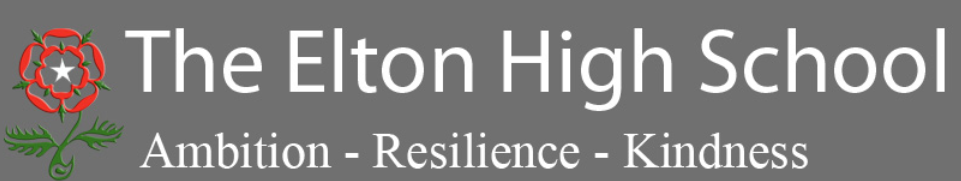 The Elton High School
Ambition - Resilience - Kindness